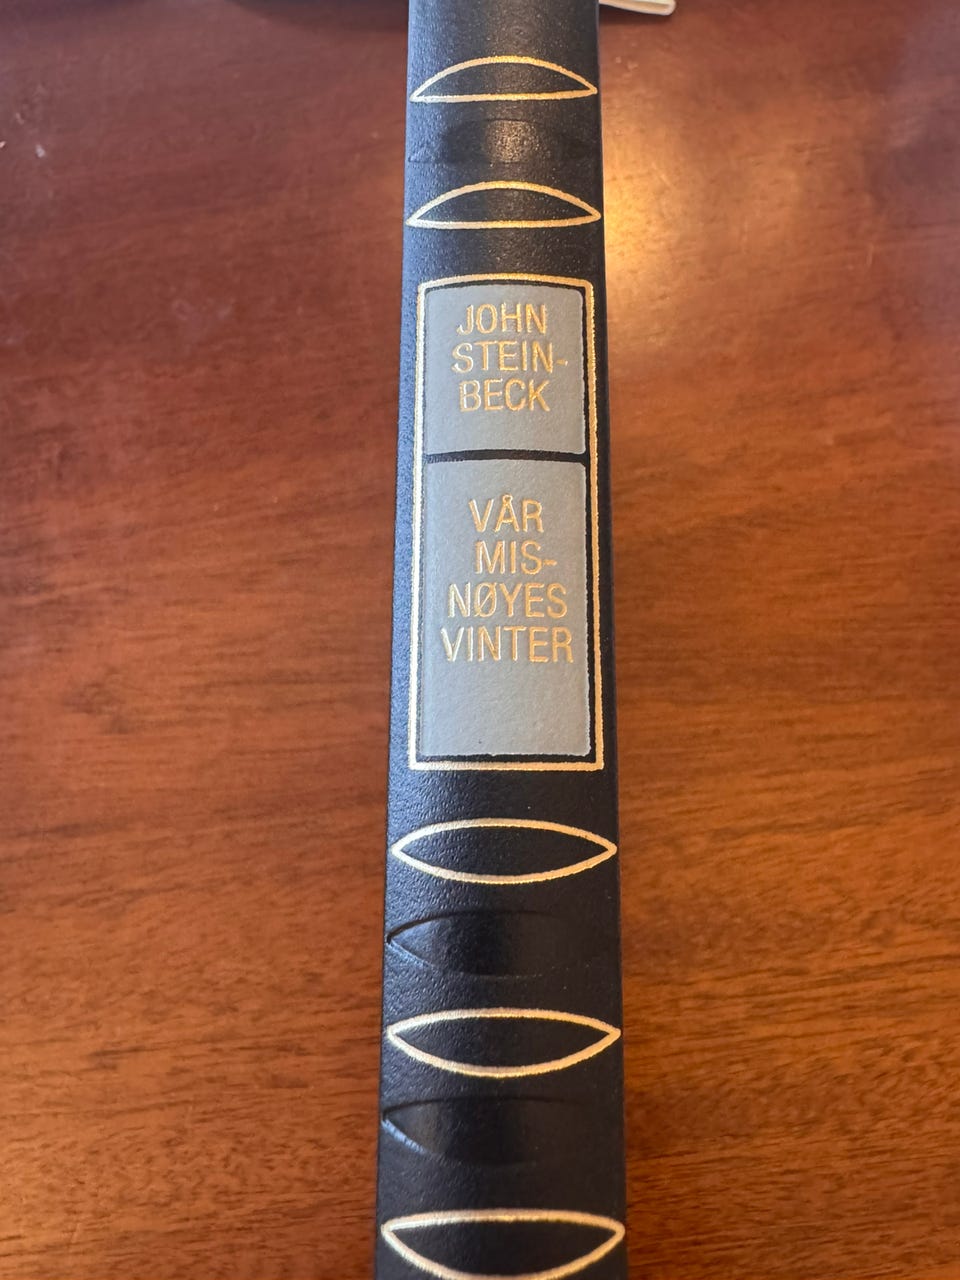 JOHN
STEIN-
BECK
VÅR
MIS-
NØYES
VINTER